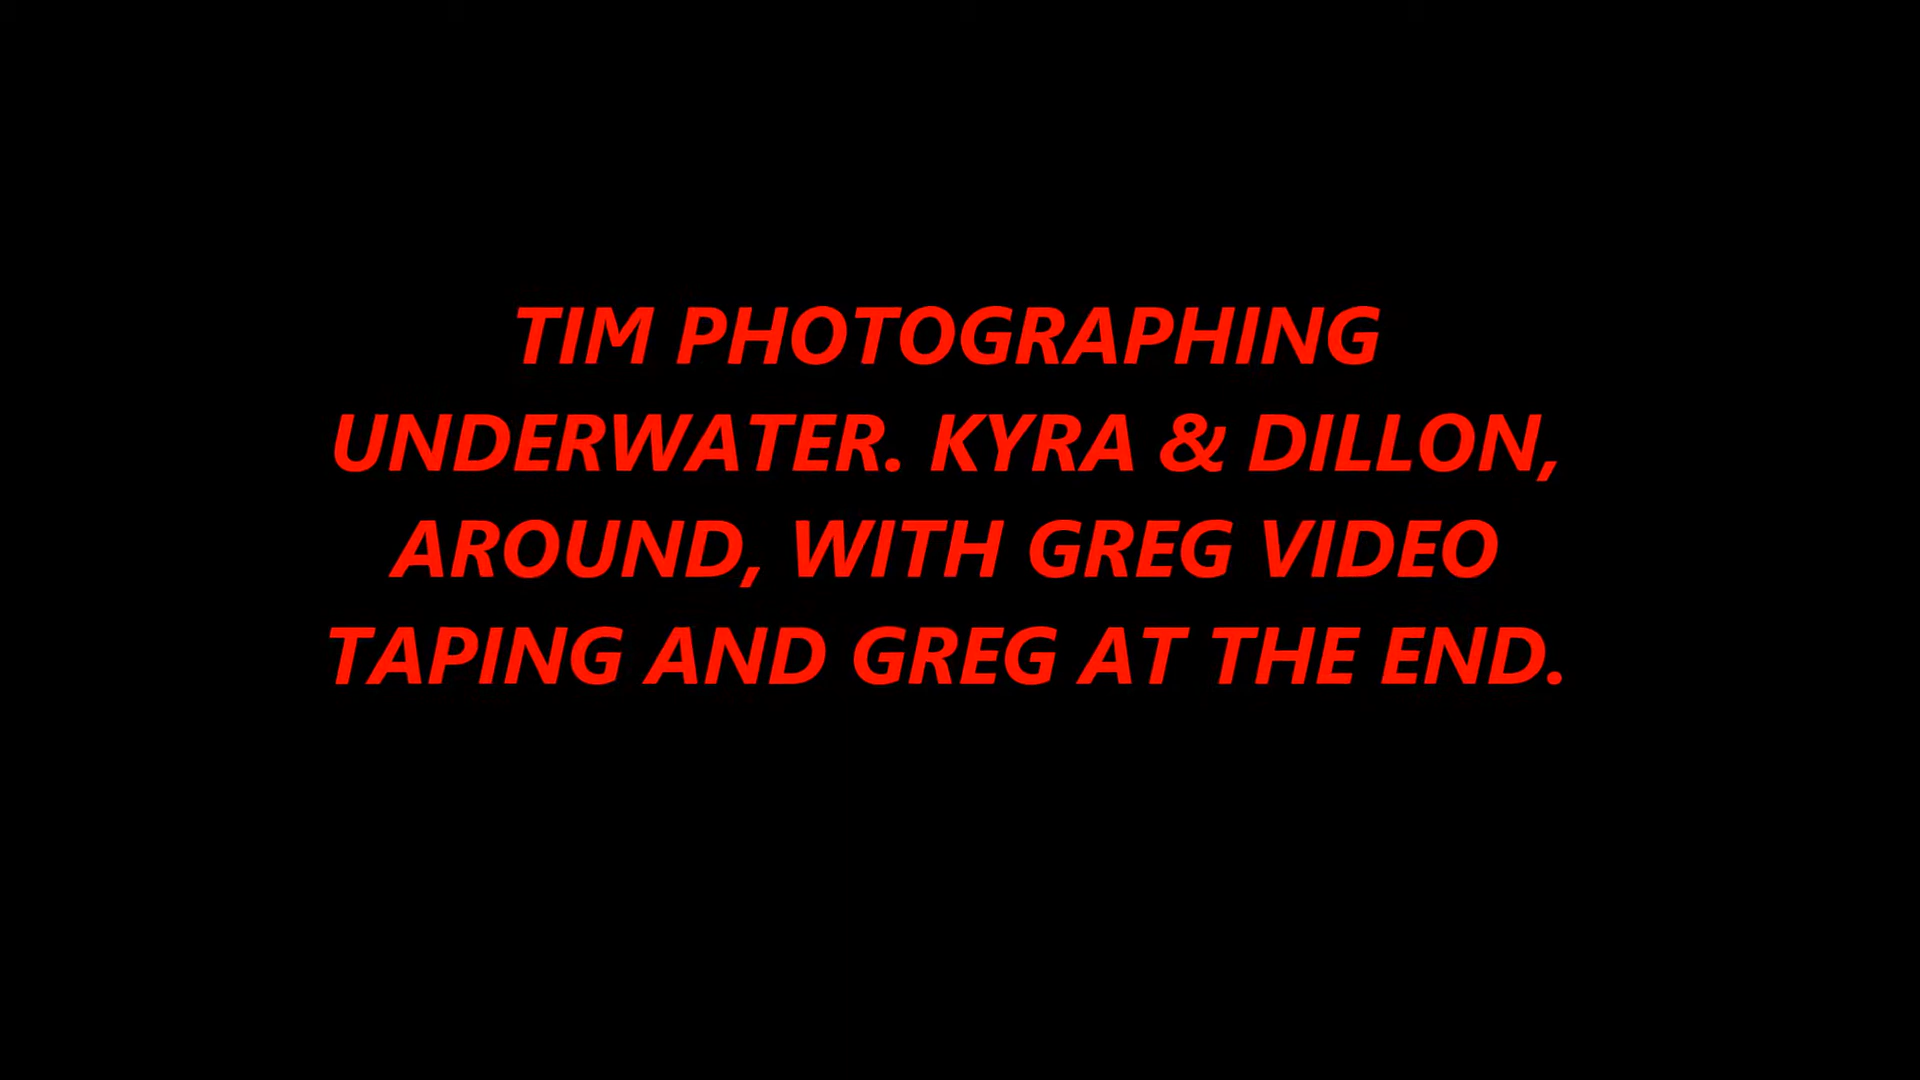 TIM PHOTOGRAPHING
UNDERWATER. KYRA & DILLON,
AROUND, WITH GREG VIDEO
TAPING AND GREG AT THE END.